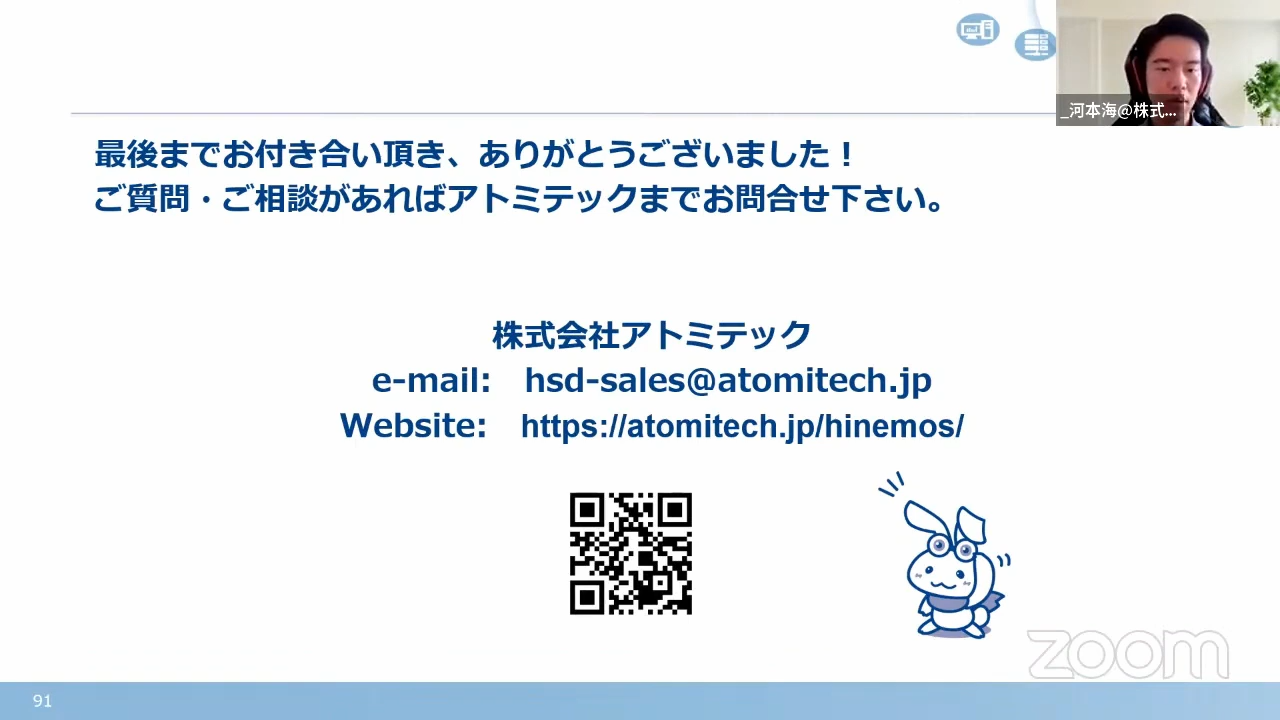 _河本海@株式...
最後までお付き合い頂き、ありがとうございました！
ご質問・ご相談があればアトミテックまでお問合せ下さい。
株式会社アトミテック
e-mail: hsd-sales@atomitech.jp
Website: https://atomitech.jp/hinemos/
zoom
91